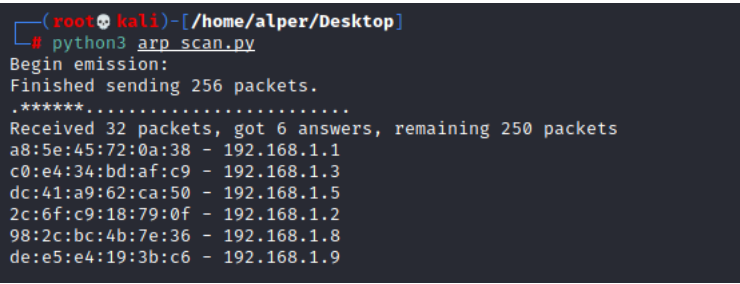 ┌──(root💀kali)-[/home/alper/Desktop]
└─# python3 arp_scan.py
Begin emission:
Finished sending 256 packets.
.******.........................
Received 32 packets, got 6 answers, remaining 250 packets
a8:5e:45:72:0a:38 - 192.168.1.1
c0:e4:34:bd:af:c9 - 192.168.1.3
dc:41:a9:62:ca:50 - 192.168.1.5
2c:6f:c9:18:79:0f - 192.168.1.2
98:2c:bc:4b:7e:36 - 192.168.1.8
de:e5:e4:19:3b:c6 - 192.168.1.9